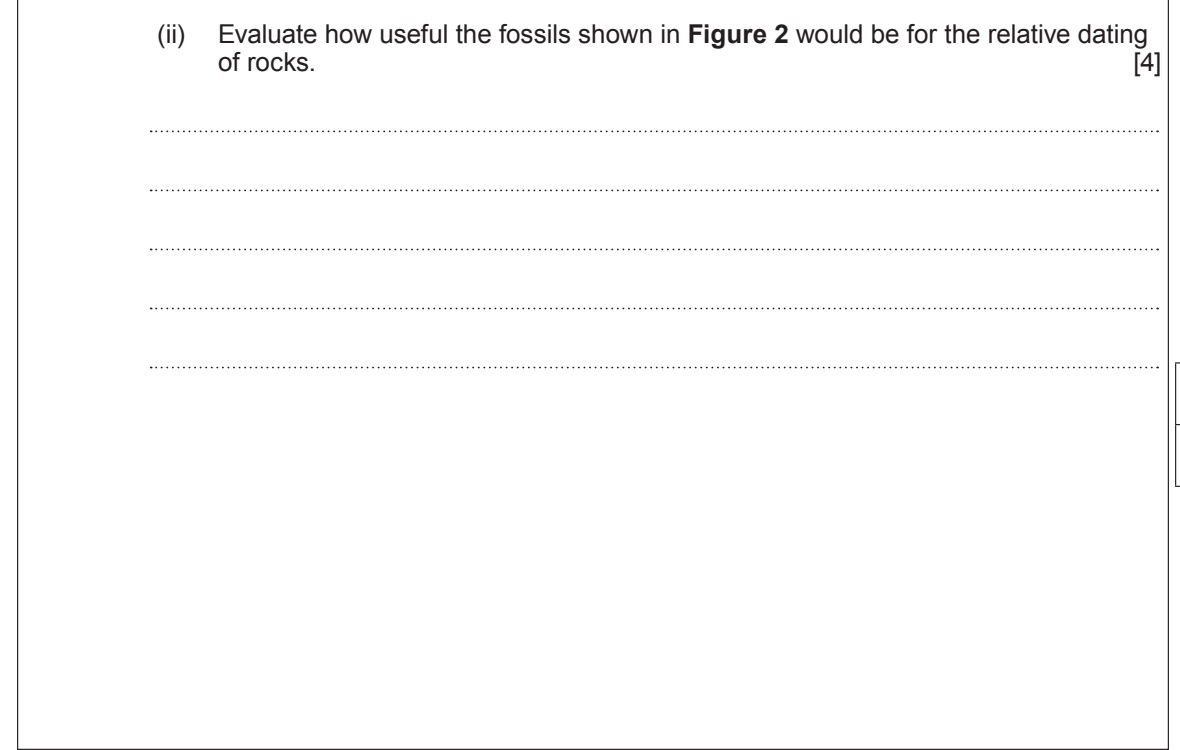 (ii) Evaluate how useful the fossils shown in Figure 2 would be for the relative dating
of rocks. [4]